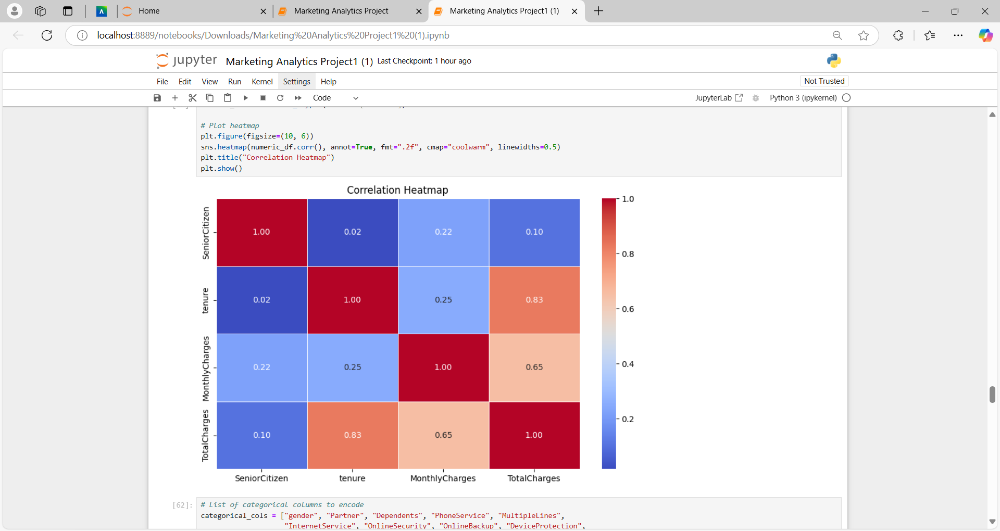 Home
Marketing Analytics Project
Marketing Analytics Project1 (1)
localhost:8889/notebooks/Downloads/Marketing%20Analytics%20Project1%20(1).ipynb
jupyter Marketing Analytics Project1 (1) Last Checkpoint: 1 hour ago
File Edit View Run Kernel Settings Help Not Trusted
Code JupyterLab Python 3 (ipykernel)
# Plot heatmap
plt.figure(figsize=(10, 6))
sns.heatmap(numeric_df.corr(), annot=True, fmt=".2f", cmap="coolwarm", linewidths=0.5)
plt.title("Correlation Heatmap")
plt.show()
Correlation Heatmap
SeniorCitizen 1.00 0.02 0.22 0.10
tenure 0.02 1.00 0.25 0.83
MonthlyCharges 0.22 0.25 1.00 0.65
TotalCharges 0.10 0.83 0.65 1.00
SeniorCitizen tenure MonthlyCharges TotalCharges
1.0
0.8
0.6
0.4
0.2
[62]: # List of categorical columns to encode
categorical_cols = ["gender", "Partner", "Dependents", "PhoneService", "MultipleLines",
"InternetService", "OnlineSecurity", "OnlineBackup", "DeviceProtection",